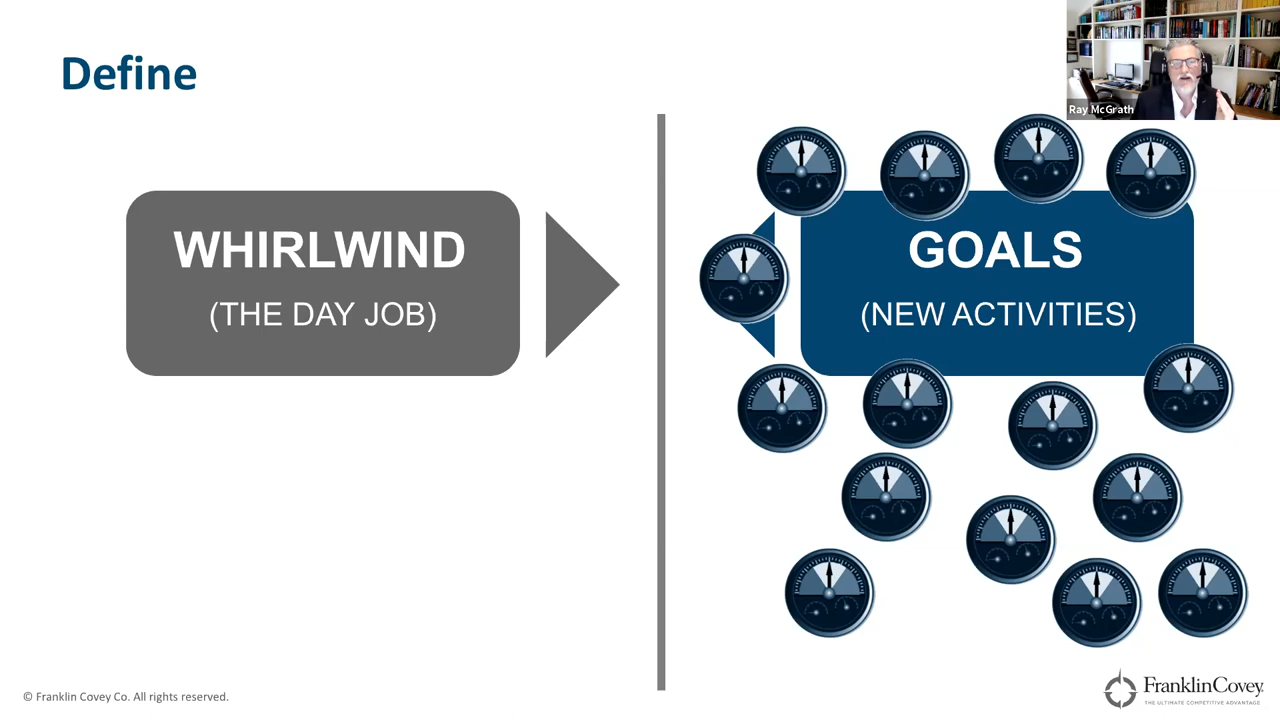 Define
Ray McGrath
WHIRLWIND
(THE DAY JOB)
GOALS
(NEW ACTIVITIES)
© Franklin Covey Co. All rights reserved.
FranklinCovey
THE ULTIMATE COMPETITIVE ADVANTAGE